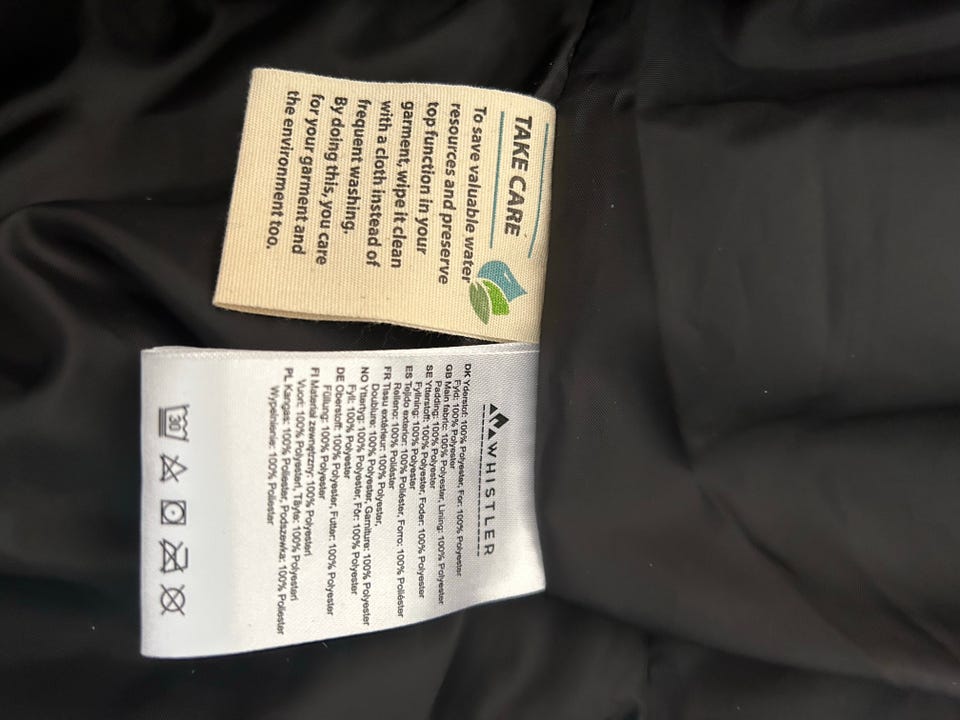 TAKE CARE
To save valuable water
resources and preserve
top function in your
garment, wipe it clean
with a cloth instead of
frequent washing.
By doing this, you care
for your garment and
the environment too.
WHISTLER
DK Yderstof: 100% Polyester, For: 100% Polyester
Fyld: 100% Polyester
GB Main fabric: 100% Polyester, Lining: 100% Polyester
Padding: 100% Polyester
SE Ytterstoff: 100% Polyester, Foder: 100% Polyester
Fyllning: 100% Polyester
ES Tejido exterior: 100% Poliéster, Forro: 100% Poliéster
Relleno: 100% Poliéster
FR Tissu extérieur: 100% Polyester,
Doublure: 100% Polyester, Garniture: 100% Polyester
NO Yttertyg: 100% Polyester, Fôr: 100% Polyester
Fyll: 100% Polyester
DE Oberstoff: 100% Polyester, Futter: 100% Polyester
Füllung: 100% Polyester
FI Materiał zewnętrzny: 100% Polyesteri
Vuori: 100% Polyesteri, Täyte: 100% Polyesteri
PL Kangas: 100% Poliester, Podszewka: 100% Poliester
Wypełnienie: 100% Poliester
30